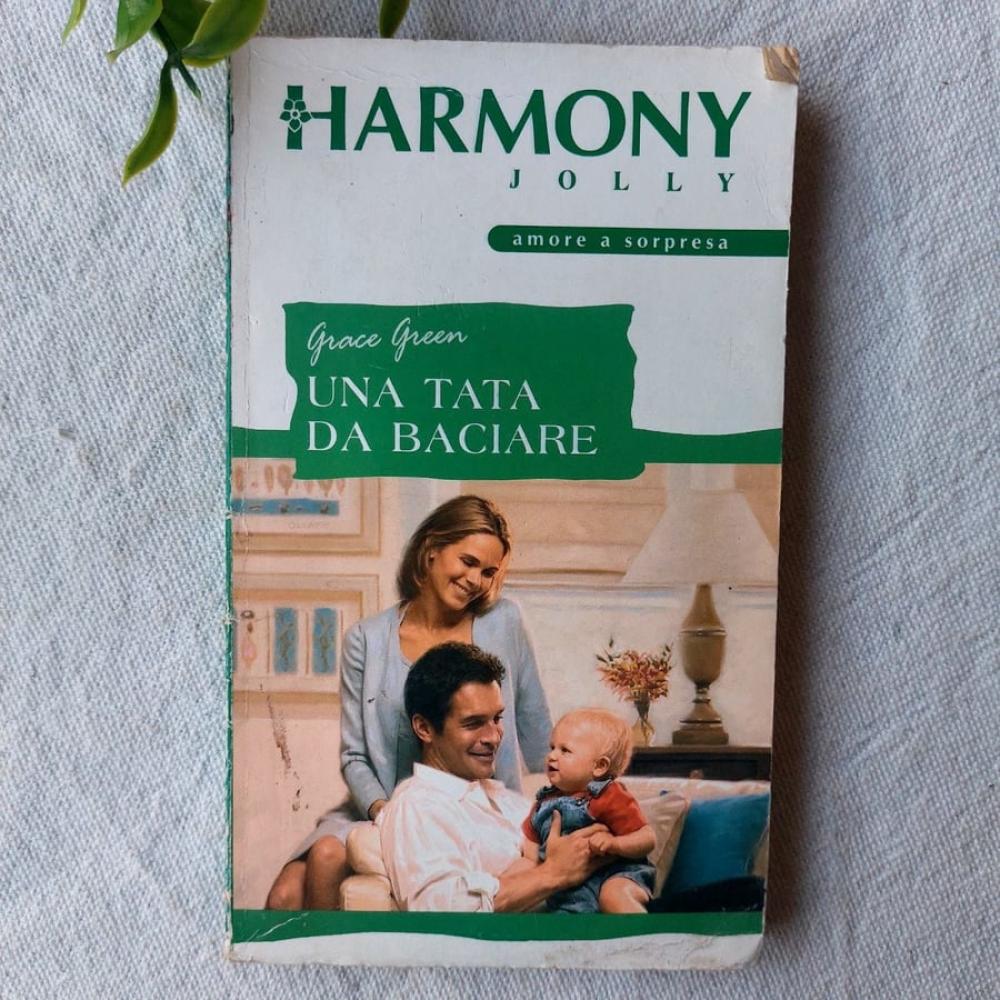 HARMONY
JOLLY
amore a sorpresa
Grace Green
UNA TATA
DA BACIARE